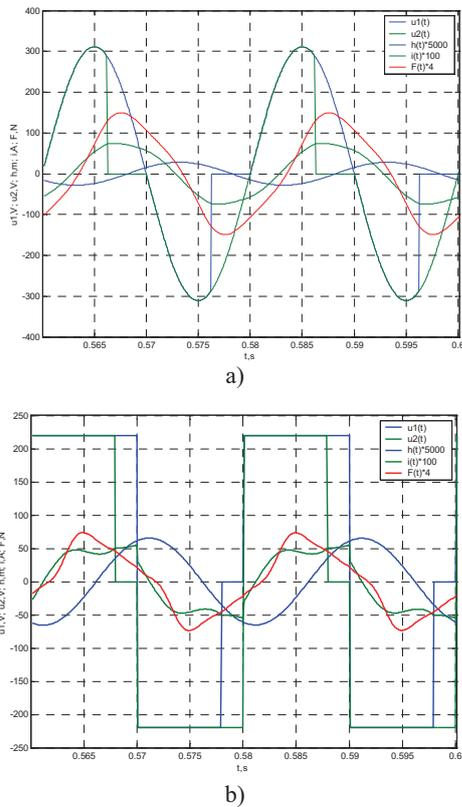 400
300
200
100
0
-100
-200
-300
-400
u1,V; u2,V; h,m; i,A; F,N
u1(t)
u2(t)
h(t)*5000
i(t)*100
F(t)*4
0.565 0.57 0.575 0.58 0.585 0.59 0.595 0.6
t,s
a)
250
200
150
100
50
0
-50
-100
-150
-200
-250
u1,V; u2,V; h,m; i,A; F,N
u1(t)
u2(t)
h(t)*5000
i(t)*100
F(t)*4
0.565 0.57 0.575 0.58 0.585 0.59 0.595 0.6
t,s
b)